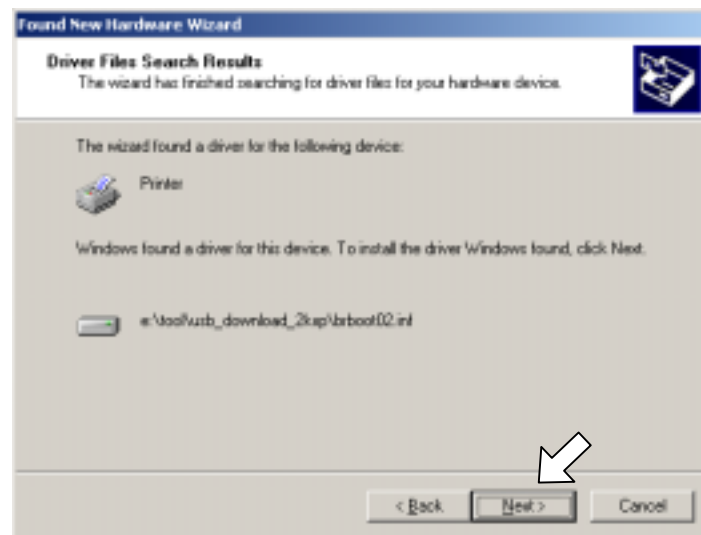 Found New Hardware Wizard
Driver Files Search Results
The wizard has finished searching for driver files for your hardware device.
The wizard found a driver for the following device:
Printer
Windows found a driver for this device. To install the driver Windows found, click Next.
e:\tool\usb_download_2kxp\brboot02.inf
< Back Next > Cancel